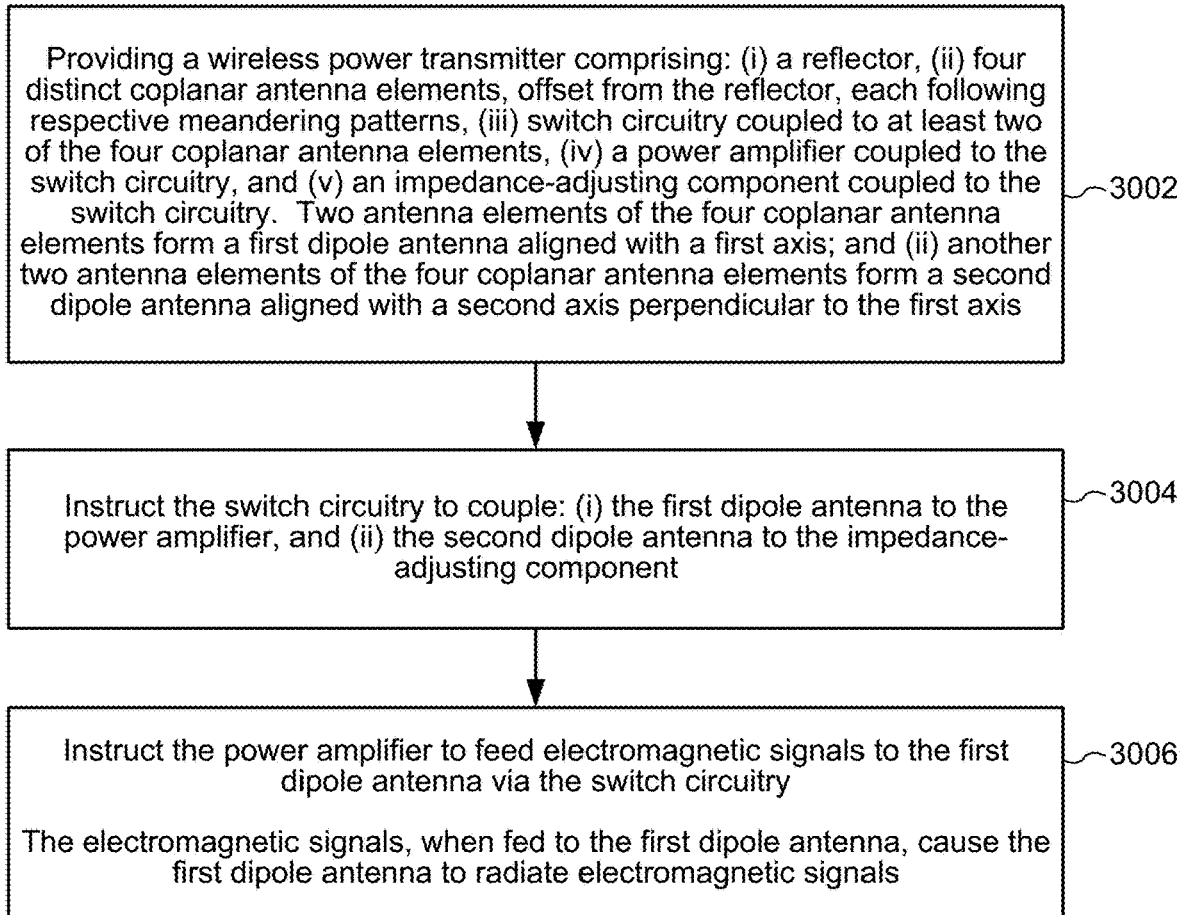 Providing a wireless power transmitter comprising: (i) a reflector, (ii) four
distinct coplanar antenna elements, offset from the reflector, each following
respective meandering patterns, (iii) switch circuitry coupled to at least two
of the four coplanar antenna elements, (iv) a power amplifier coupled to the
switch circuitry, and (v) an impedance-adjusting component coupled to the
switch circuitry. Two antenna elements of the four coplanar antenna
elements form a first dipole antenna aligned with a first axis; and (ii) another
two antenna elements of the four coplanar antenna elements form a second
dipole antenna aligned with a second axis perpendicular to the first axis
3002
Instruct the switch circuitry to couple: (i) the first dipole antenna to the
power amplifier, and (ii) the second dipole antenna to the impedance-
adjusting component
3004
Instruct the power amplifier to feed electromagnetic signals to the first
dipole antenna via the switch circuitry
The electromagnetic signals, when fed to the first dipole antenna, cause the
first dipole antenna to radiate electromagnetic signals
3006